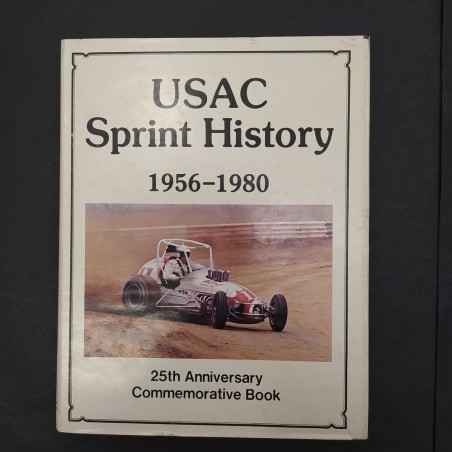 USAC
Sprint History
1956-1980
25th Anniversary
Commemorative Book